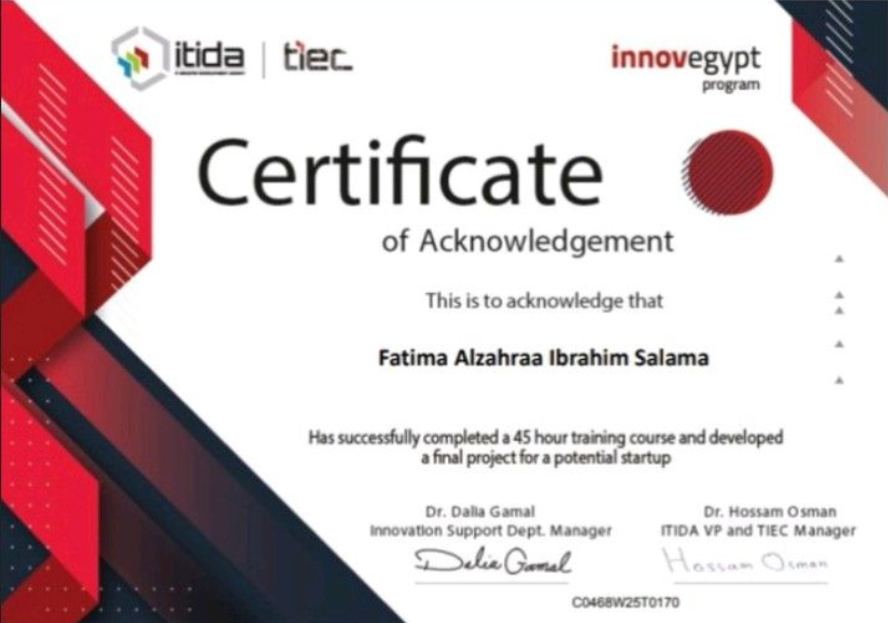 itida
tiec
innovegypt
program
Certificate
of Acknowledgement
This is to acknowledge that
Fatima Alzahraa Ibrahim Salama
Has successfully completed a 45 hour training course and developed
a final project for a potential startup
Dr. Dalia Gamal
Innovation Support Dept. Manager
Dalia Gamal
Dr. Hossam Osman
ITIDA VP and TIEC Manager
Hossam Osman
C0468W25T0170